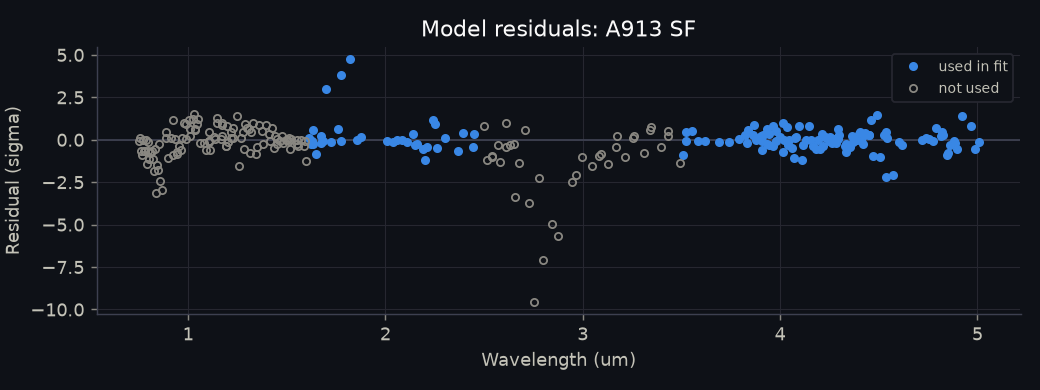 Model residuals: A913 SF
5.0
2.5
0.0
−2.5
−5.0
−7.5
−10.0
Residual (sigma)
used in fit
not used
1 2 3 4 5
Wavelength (um)